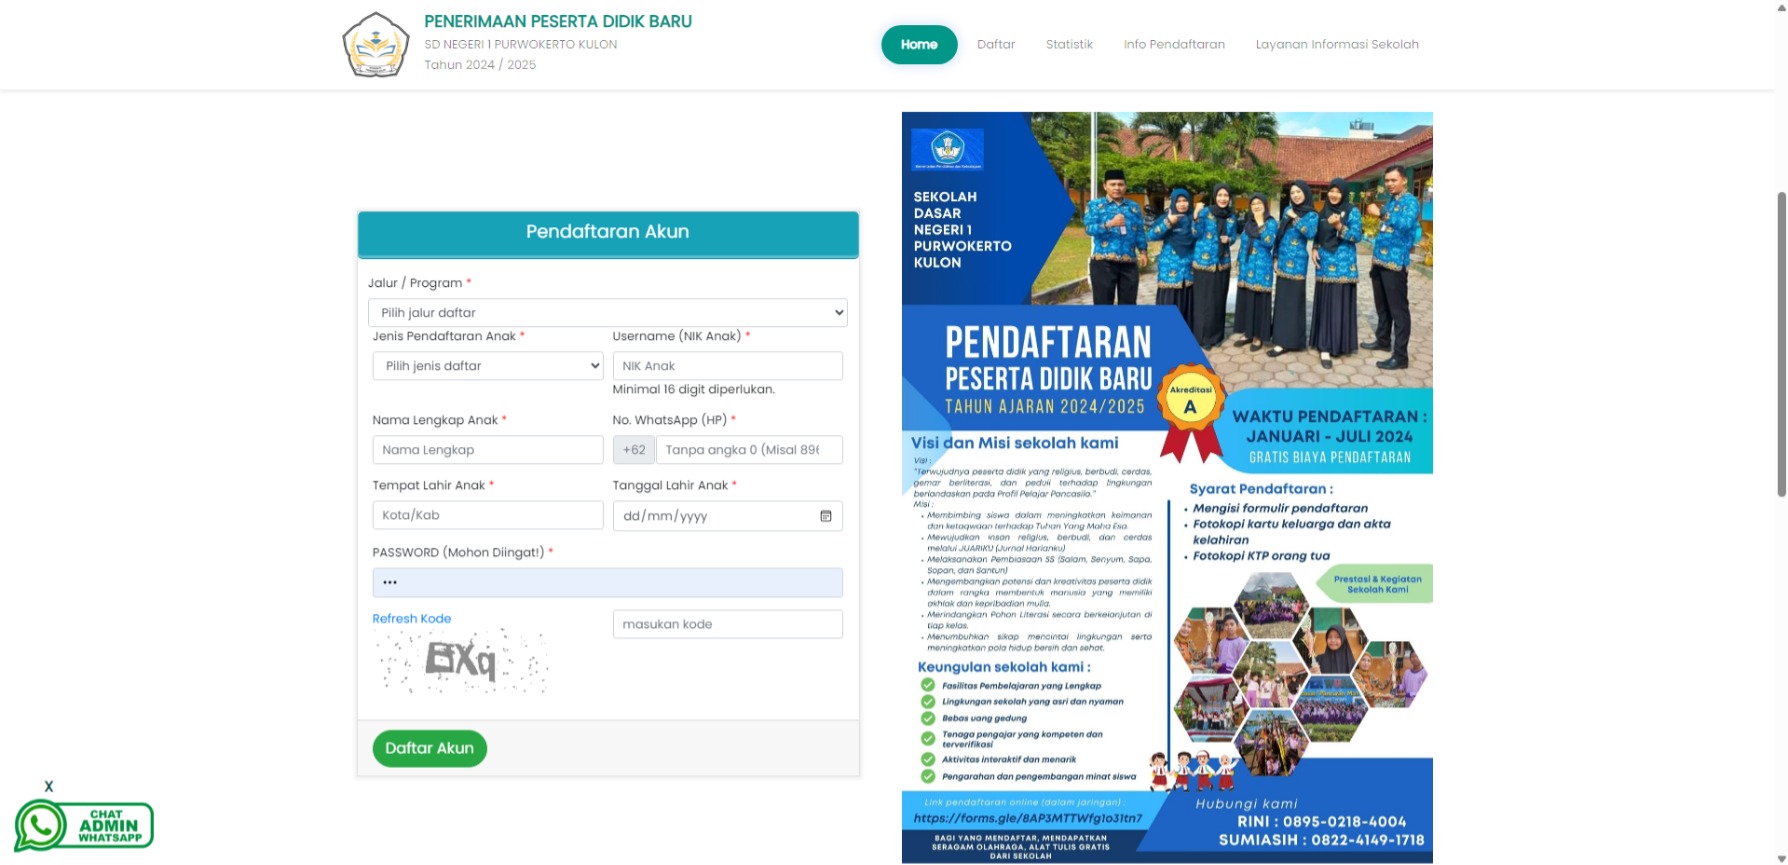 PENERIMAAN PESERTA DIDIK BARU
SD NEGERI 1 PURWOKERTO KULON
Tahun 2024 / 2025
Home
Daftar
Statistik
Info Pendaftaran
Layanan Informasi Sekolah
Pendaftaran Akun
Jalur / Program *
Pilih jalur daftar
Jenis Pendaftaran Anak *
Username (NIK Anak) *
Pilih jenis daftar
NIK Anak
Minimal 16 digit diperlukan.
Nama Lengkap Anak *
No. WhatsApp (HP) *
Nama Lengkap
+62
Tanpa angka 0 (Misal 896
Tempat Lahir Anak *
Tanggal Lahir Anak *
Kota/Kab
dd/mm/yyyy
PASSWORD (Mohon Diingat!) *
•••
Refresh Kode
masukan kode
Xq
Daftar Akun
X
CHAT
ADMIN
WHATSAPP
SEKOLAH
DASAR
NEGERI 1
PURWOKERTO
KULON
PENDAFTARAN
PESERTA DIDIK BARU
TAHUN AJARAN 2024/2025
Akreditasi
A
WAKTU PENDAFTARAN :
JANUARI - JULI 2024
GRATIS BIAYA PENDAFTARAN
Visi dan Misi sekolah kami
Visi :
"Terwujudnya peserta didik yang religius, berbudi, cerdas,
gemar berliterasi, dan peduli terhadap lingkungan
berlandaskan pada Profil Pelajar Pancasila."
Misi :
• Membimbing siswa dalam meningkatkan keimanan
dan ketaqwaan terhadap Tuhan Yang Maha Esa.
• Mewujudkan insan religius, berbudi, dan cerdas
melalui JUARIKU (Jurnal Harianku)
• Melaksanakan Pembiasaan 5S (Salam, Senyum, Sapa,
Sopan, dan Santun)
• Mengembangkan potensi dan kreativitas peserta didik
dalam rangka membentuk manusia yang memiliki
akhlak dan kepribadian mulia.
• Merindangkan Pohon Literasi secara berkelanjutan di
tiap kelas.
• Menumbuhkan sikap mencintai lingkungan serta
meningkatkan pola hidup bersih dan sehat.
Keungulan sekolah kami :
Fasilitas Pembelajaran yang Lengkap
Lingkungan sekolah yang asri dan nyaman
Bebas uang gedung
Tenaga pengajar yang kompeten dan
terverifikasi
Aktivitas interaktif dan menarik
Pengarahan dan pengembangan minat siswa
Syarat Pendaftaran :
• Mengisi formulir pendaftaran
• Fotokopi kartu keluarga dan akta
kelahiran
• Fotokopi KTP orang tua
Prestasi & Kegiatan
Sekolah Kami
Link pendaftaran online (dalam jaringan) :
https://forms.gle/8AP3MTTWfg1o31tn7
BAGI YANG MENDAFTAR, MENDAPATKAN
SERAGAM OLAHRAGA, ALAT TULIS GRATIS
DARI SEKOLAH
Hubungi kami
RINI : 0895-0218-4004
SUMIASIH : 0822-4149-1718